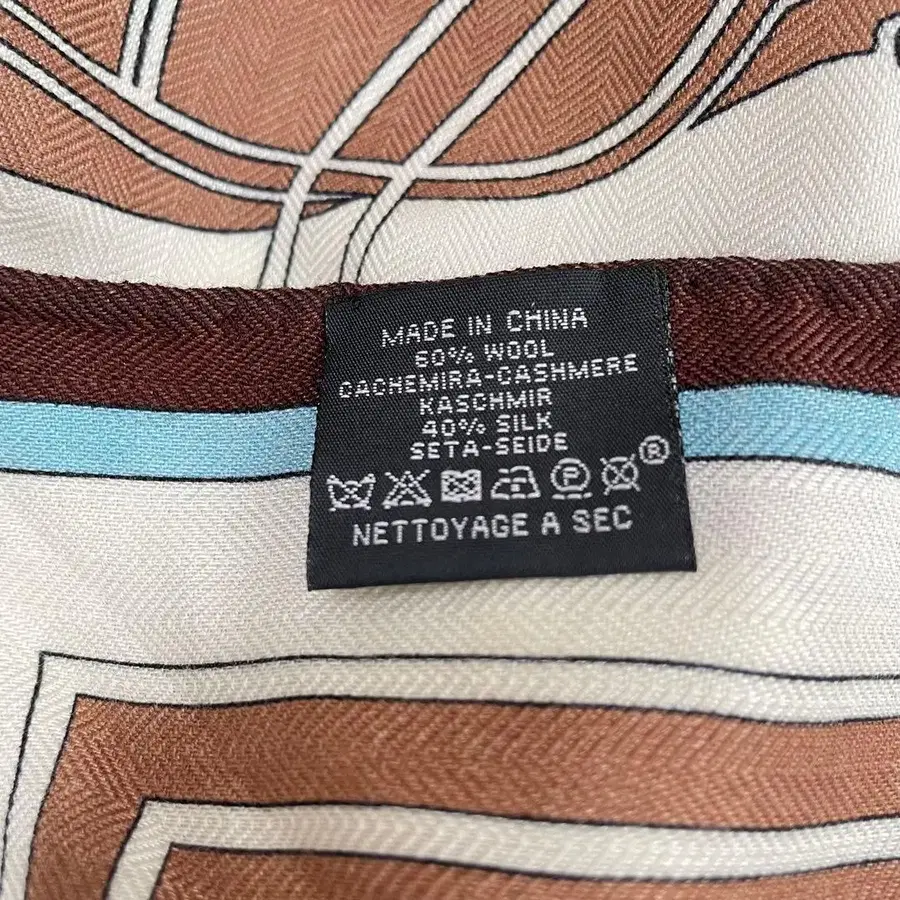 MADE IN CHINA
60% WOOL
CACHEMIRA-CASHMERE
KASCHMIR
40% SILK
SETA-SEIDE
P ®
NETTOYAGE A SEC